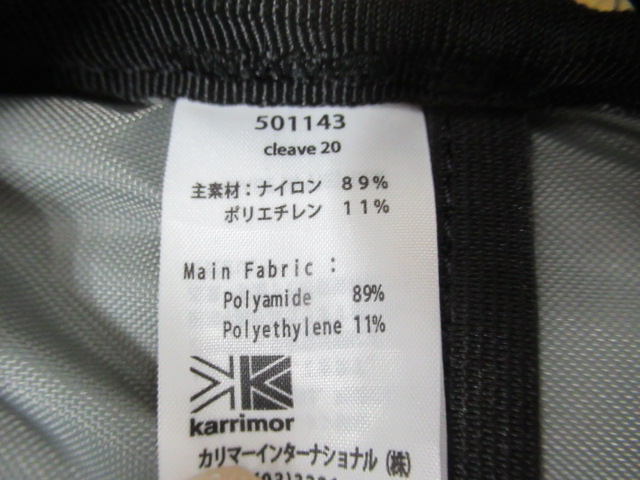 501143
cleave 20
主素材：ナイロン 89%
ポリエチレン 11%
Main Fabric :
Polyamide 89%
Polyethylene 11%
karrimor
カリマーインターナショナル (株)